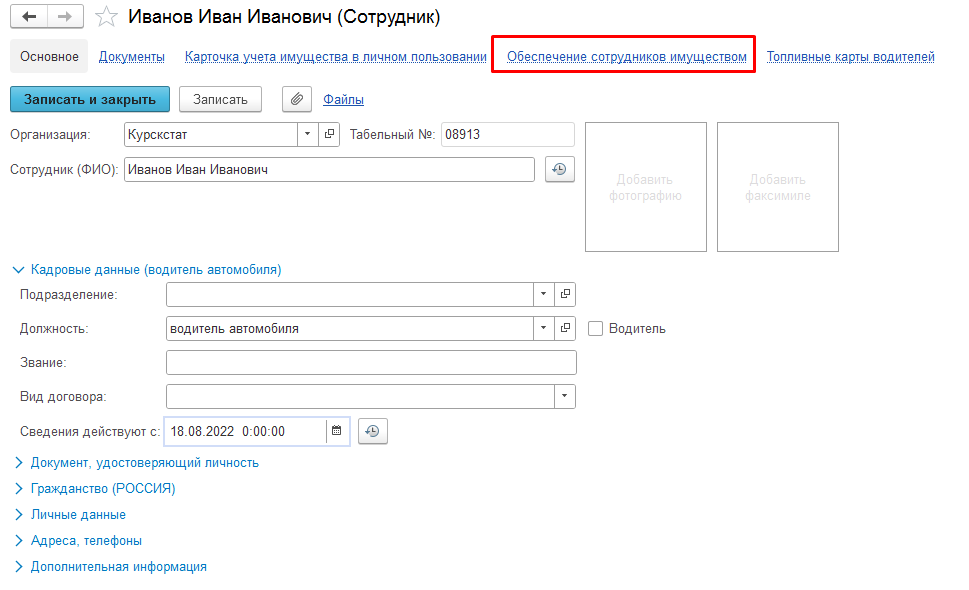 Иванов Иван Иванович (Сотрудник)
Основное Документы Карточка учета имущества в личном пользовании Обеспечение сотрудников имуществом Топливные карты водителей
Записать и закрыть Записать Файлы
Организация: Курскстат Табельный №: 08913
Сотрудник (ФИО): Иванов Иван Иванович
Добавить фотографию
Добавить факсимиле
Кадровые данные (водитель автомобиля)
Подразделение:
Должность: водитель автомобиля Водитель
Звание:
Вид договора:
Сведения действуют с: 18.08.2022 0:00:00
Документ, удостоверяющий личность
Гражданство (РОССИЯ)
Личные данные
Адреса, телефоны
Дополнительная информация